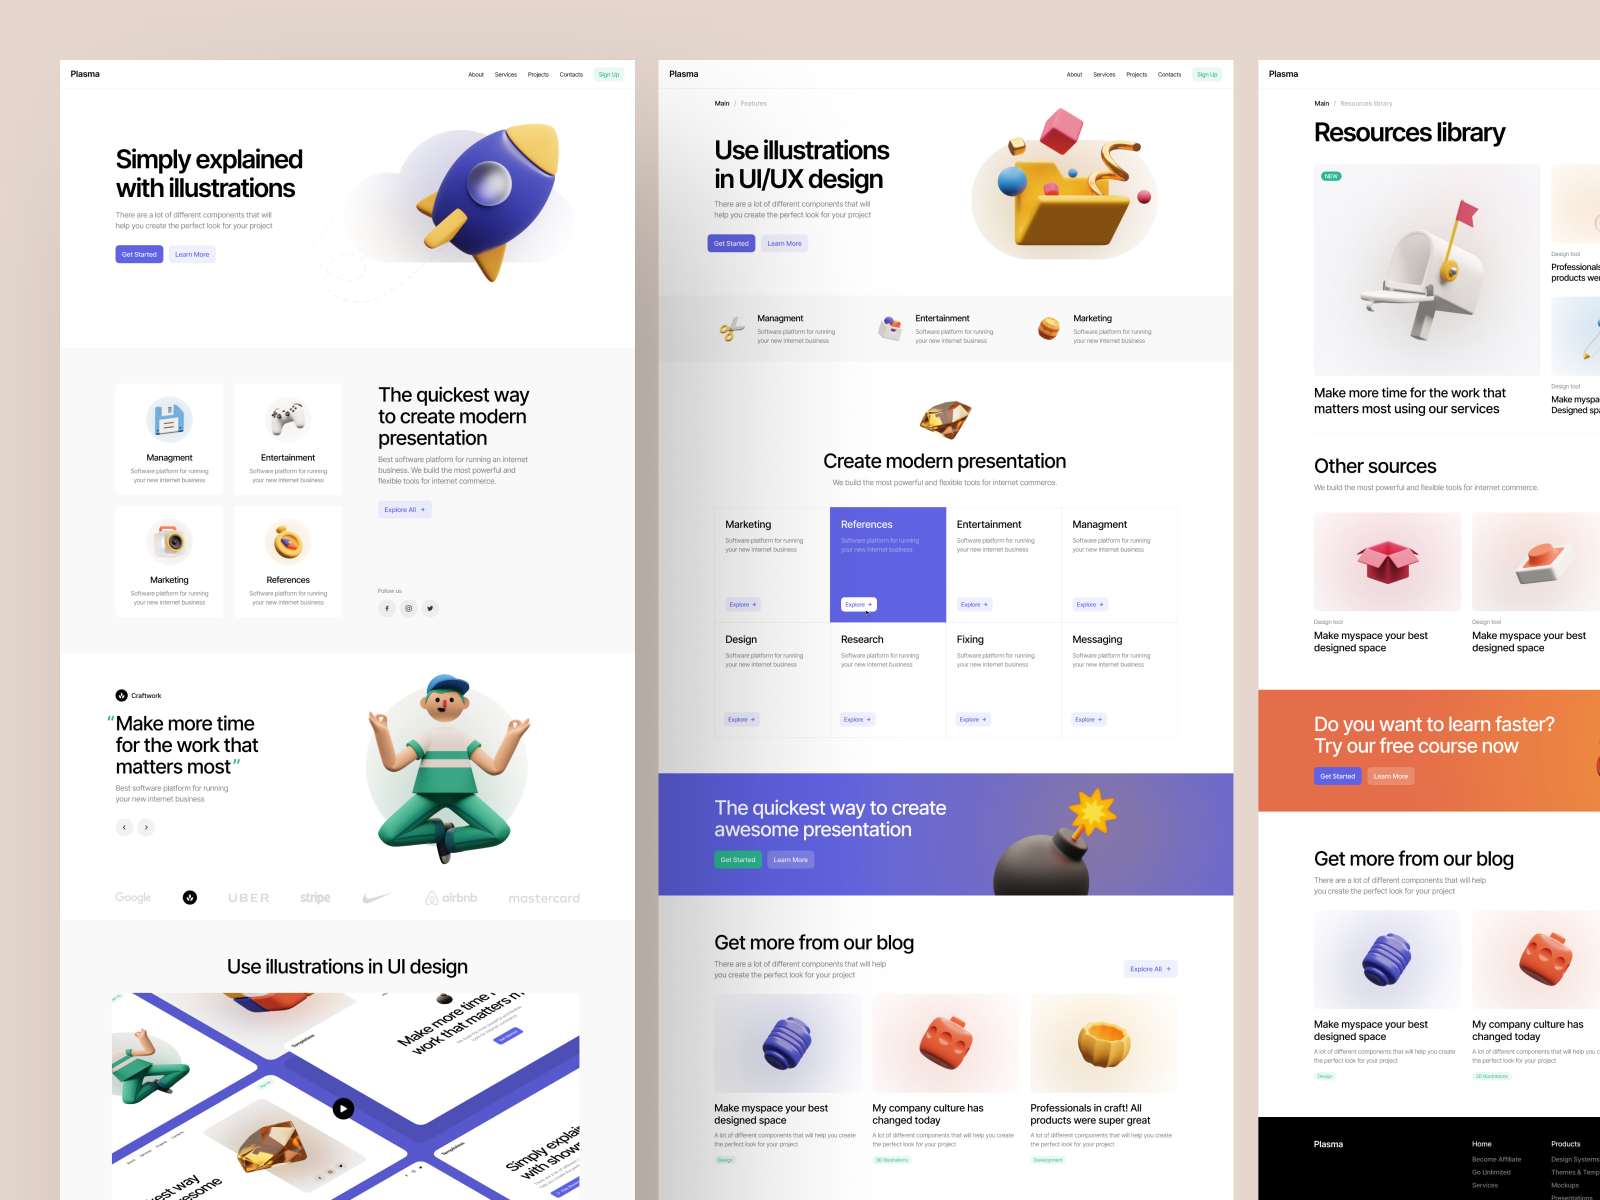 Plasma
About
Services
Projects
Contacts
Sign Up
Simply explained
with illustrations
There are a lot of different components that will
help you create the perfect look for your project
Get Started
Learn More
Managment
Software platform for running
your new internet business
Entertainment
Software platform for running
your new internet business
Marketing
Software platform for running
your new internet business
References
Software platform for running
your new internet business
The quickest way
to create modern
presentation
Best software platform for running an internet
business. We build the most powerful and
flexible tools for internet commerce.
Explore All →
Follow us
Craftwork
“Make more time
for the work that
matters most”
Best software platform for running
your new internet business
Google
UBER
stripe
airbnb
mastercard
Use illustrations in UI design
Make more time
work that matters m
Templates
Templates
Simply explai
with show
est way
esome
Plasma
About
Services
Projects
Contacts
Sign Up
Main / Features
Use illustrations
in UI/UX design
There are a lot of different components that will
help you create the perfect look for your project
Get Started
Learn More
Managment
Software platform for running
your new internet business
Entertainment
Software platform for running
your new internet business
Marketing
Software platform for running
your new internet business
Create modern presentation
We build the most powerful and flexible tools for internet commerce.
Marketing
Software platform for running
your new internet business
Explore →
References
Software platform for running
your new internet business
Explore →
Entertainment
Software platform for running
your new internet business
Explore →
Managment
Software platform for running
your new internet business
Explore →
Design
Software platform for running
your new internet business
Explore →
Research
Software platform for running
your new internet business
Explore →
Fixing
Software platform for running
your new internet business
Explore →
Messaging
Software platform for running
your new internet business
Explore →
The quickest way to create
awesome presentation
Get Started
Learn More
Get more from our blog
There are a lot of different components that will help
you create the perfect look for your project
Explore All →
Make myspace your best
designed space
A lot of different components that will help you create
the perfect look for your project
Design
My company culture has
changed today
A lot of different components that will help you create
the perfect look for your project
3D Illustrations
Professionals in craft! All
products were super great
A lot of different components that will help you create
the perfect look for your project
Development
Plasma
Main / Resources library
Resources library
NEW
Make more time for the work that
matters most using our services
Design tool
Professionals
products wer
Design tool
Make myspa
Designed spa
Other sources
We build the most powerful and flexible tools for internet commerce.
Design tool
Make myspace your best
designed space
Design tool
Make myspace your best
designed space
Do you want to learn faster?
Try our free course now
Get Started
Learn More
Get more from our blog
There are a lot of different components that will help
you create the perfect look for your project
Make myspace your best
designed space
A lot of different components that will help you create
the perfect look for your project
Design
My company culture has
changed today
A lot of different components that will help you c
the perfect look for your project
3D Illustrations
Plasma
Home
Become Affiliate
Go Unlimited
Services
Products
Design Systems
Themes & Temp
Mockups
Presentations